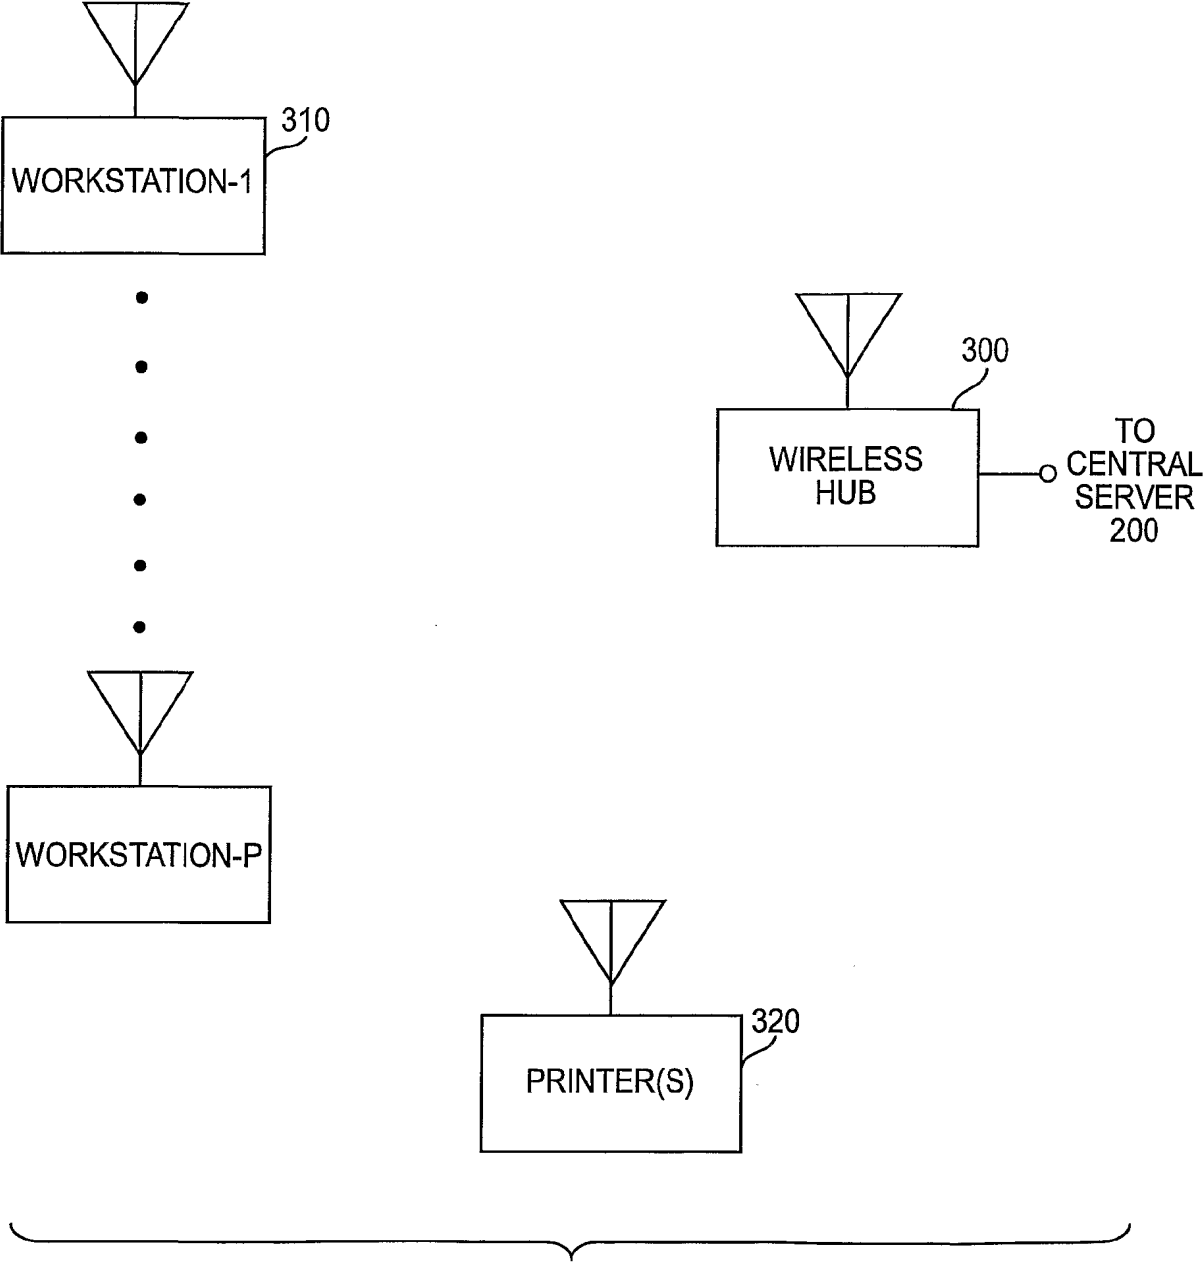 310
WORKSTATION-1
300
WIRELESS
HUB
TO
CENTRAL
SERVER
200
WORKSTATION-P
320
PRINTER(S)